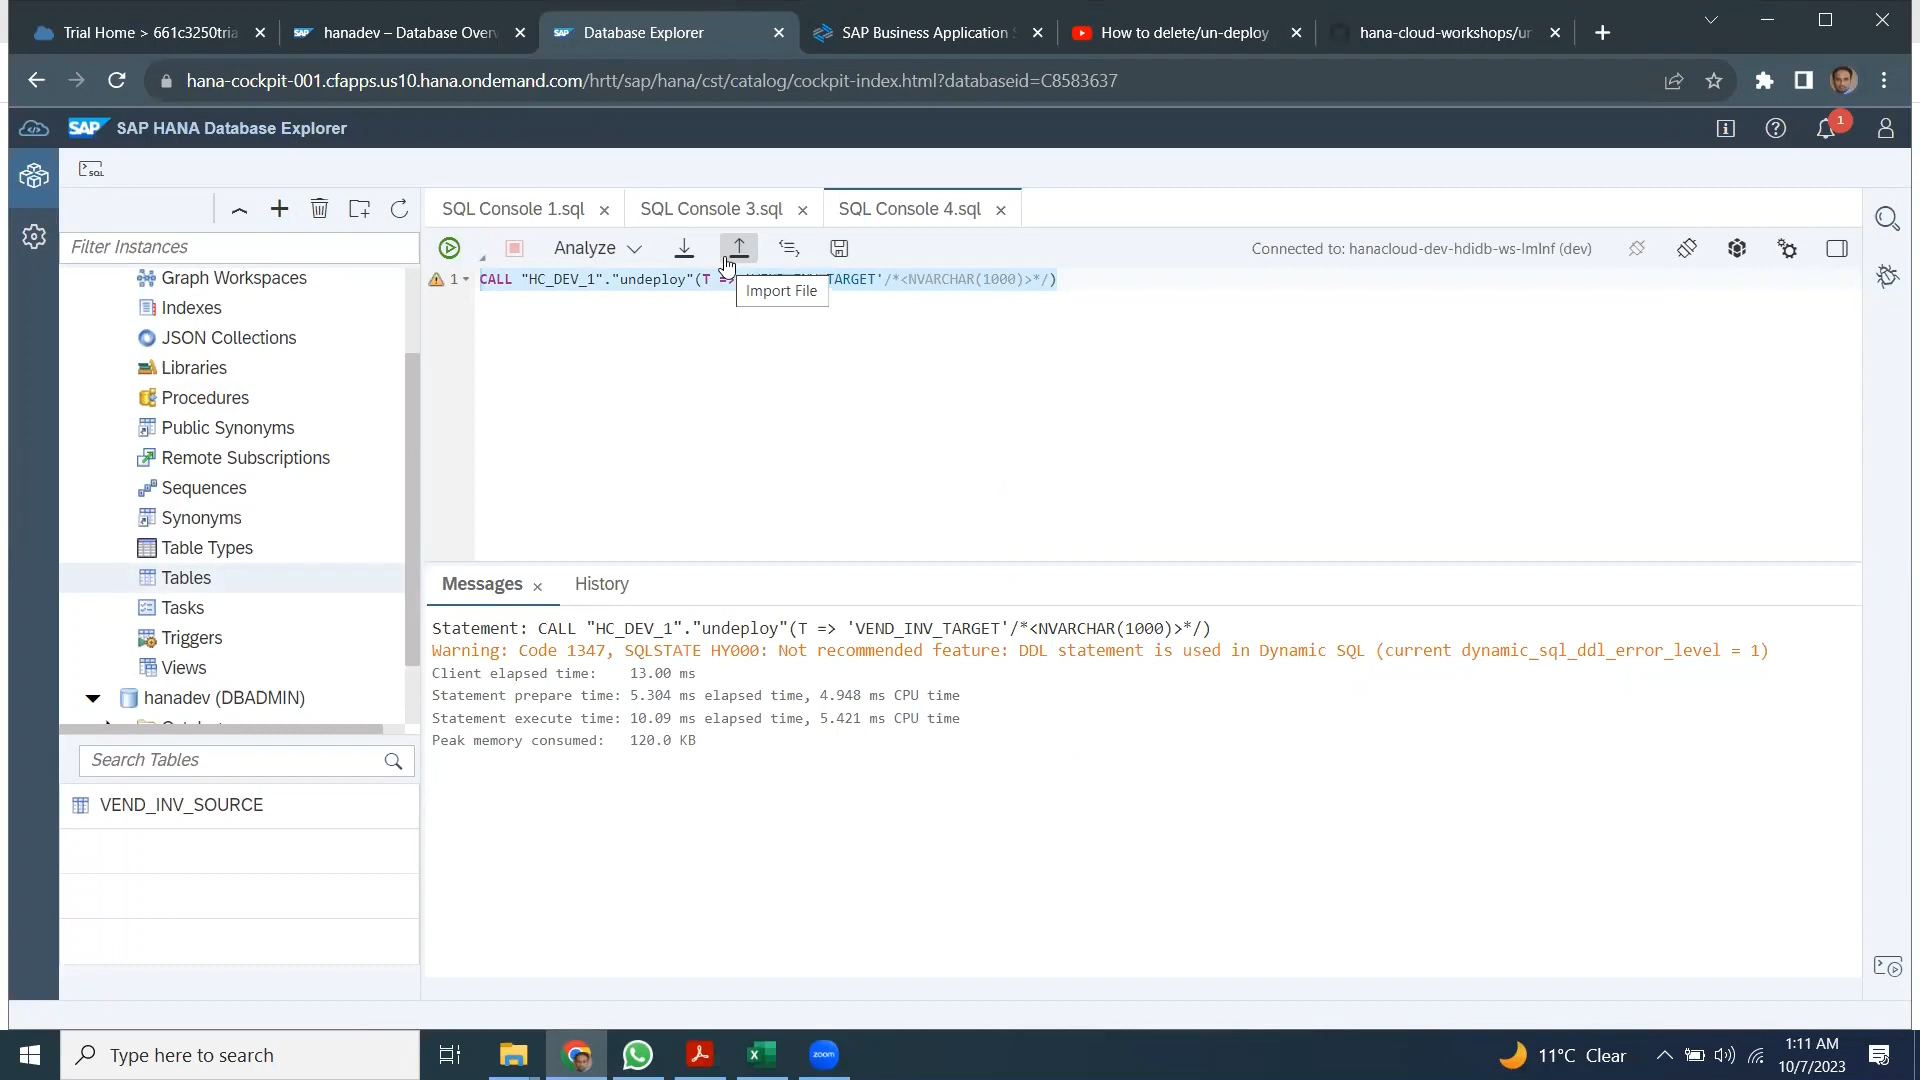 Trial Home > 661c3250tria
hanadev – Database Over
Database Explorer
SAP Business Application S
How to delete/un-deploy
hana-cloud-workshops/ur
hana-cockpit-001.cfapps.us10.hana.ondemand.com/hrtt/sap/hana/cst/catalog/cockpit-index.html?databaseid=C8583637
SAP SAP HANA Database Explorer
1
SQL
SQL Console 1.sql
SQL Console 3.sql
SQL Console 4.sql
Filter Instances
Analyze
Connected to: hanacloud-dev-hdidb-ws-lmlnf (dev)
1 CALL "HC_DEV_1"."undeploy"(T => TARGET'/*<NVARCHAR(1000)>*/)
Import File
Graph Workspaces
Indexes
JSON Collections
Libraries
Procedures
Public Synonyms
Remote Subscriptions
Sequences
Synonyms
Table Types
Tables
Tasks
Triggers
Views
hanadev (DBADMIN)
Search Tables
VEND_INV_SOURCE
Messages
History
Statement: CALL "HC_DEV_1"."undeploy"(T => 'VEND_INV_TARGET'/*<NVARCHAR(1000)>*/)
Warning: Code 1347, SQLSTATE HY000: Not recommended feature: DDL statement is used in Dynamic SQL (current dynamic_sql_ddl_error_level = 1)
Client elapsed time: 13.00 ms
Statement prepare time: 5.304 ms elapsed time, 4.948 ms CPU time
Statement execute time: 10.09 ms elapsed time, 5.421 ms CPU time
Peak memory consumed: 120.0 KB
Type here to search
zoom
11°C Clear
1:11 AM
10/7/2023